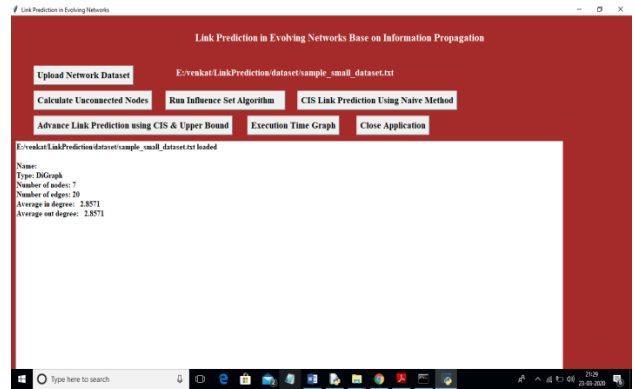 Link Prediction in Evolving Networks
Link Prediction in Evolving Networks Base on Information Propagation
Upload Network Dataset E:/venkat/LinkPrediction/dataset/sample_small_dataset.txt
Calculate Unconnected Nodes Run Influence Set Algorithm CIS Link Prediction Using Naive Method
Advance Link Prediction using CIS & Upper Bound Execution Time Graph Close Application
E:/venkat/LinkPrediction/dataset/sample_small_dataset.txt loaded
Name:
Type: DiGraph
Number of nodes: 7
Number of edges: 20
Average in degree: 2.8571
Average out degree: 2.8571
Type here to search
21:29
23-03-2020